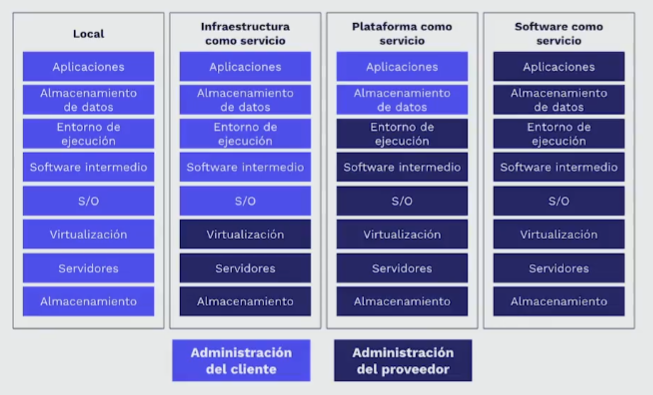 Local
Aplicaciones
Almacenamiento
de datos
Entorno de
ejecución
Software intermedio
S/O
Virtualización
Servidores
Almacenamiento
Infraestructura
como servicio
Aplicaciones
Almacenamiento
de datos
Entorno de
ejecución
Software intermedio
S/O
Virtualización
Servidores
Almacenamiento
Plataforma como
servicio
Aplicaciones
Almacenamiento
de datos
Entorno de
ejecución
Software intermedio
S/O
Virtualización
Servidores
Almacenamiento
Software como
servicio
Aplicaciones
Almacenamiento
de datos
Entorno de
ejecución
Software intermedio
S/O
Virtualización
Servidores
Almacenamiento
Administración
del cliente
Administración
del proveedor